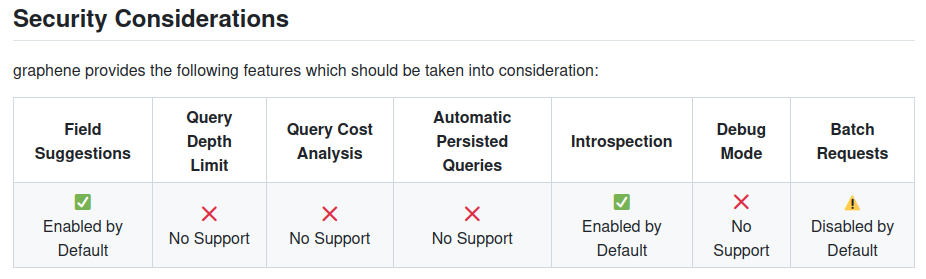 Security Considerations
graphene provides the following features which should be taken into consideration:
Field
Suggestions
Query
Depth
Limit
Query Cost
Analysis
Automatic
Persisted
Queries
Introspection
Debug
Mode
Batch
Requests
Enabled by
Default
No Support
No Support
No Support
Enabled by
Default
No
Support
Disabled by
Default